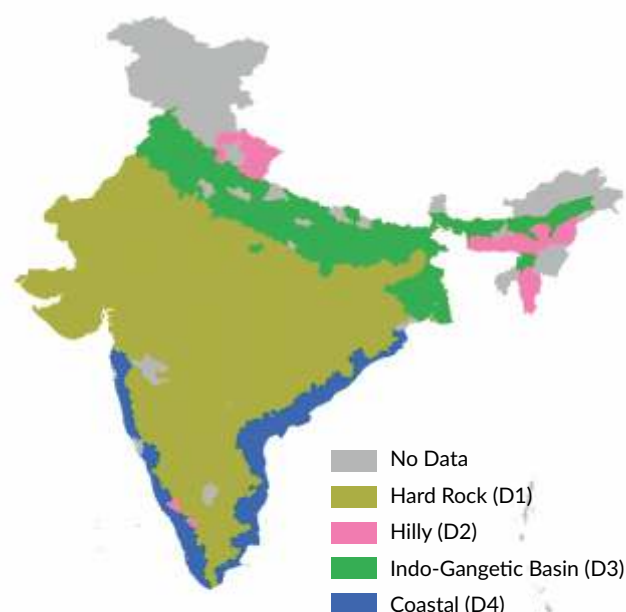 No Data
Hard Rock (D1)
Hilly (D2)
Indo-Gangetic Basin (D3)
Coastal (D4)